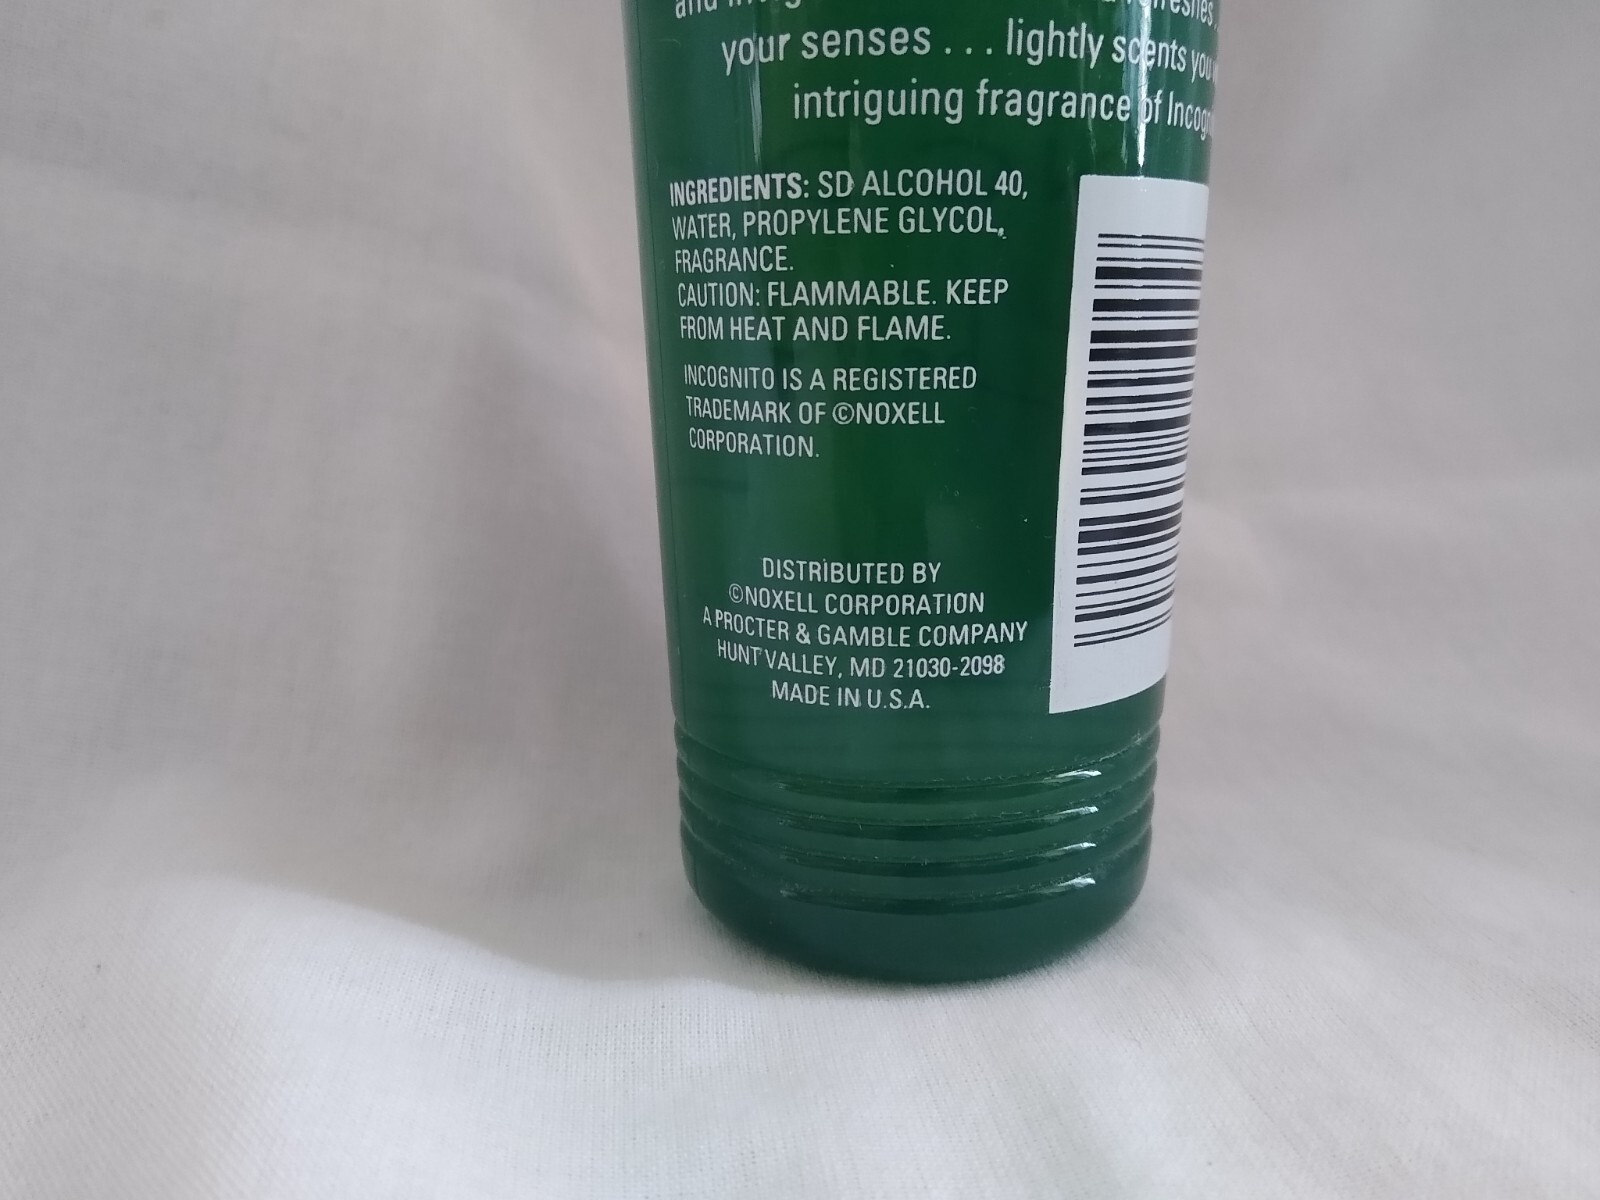 your senses . . . lightly scents
intriguing fragrance of
INGREDIENTS: SD ALCOHOL 40,
WATER, PROPYLENE GLYCOL,
FRAGRANCE.
CAUTION: FLAMMABLE. KEEP
FROM HEAT AND FLAME.
INCOGNITO IS A REGISTERED
TRADEMARK OF ©NOXELL
CORPORATION.
DISTRIBUTED BY
©NOXELL CORPORATION
A PROCTER & GAMBLE COMPANY
HUNT VALLEY, MD 21030-2098
MADE IN U.S.A.